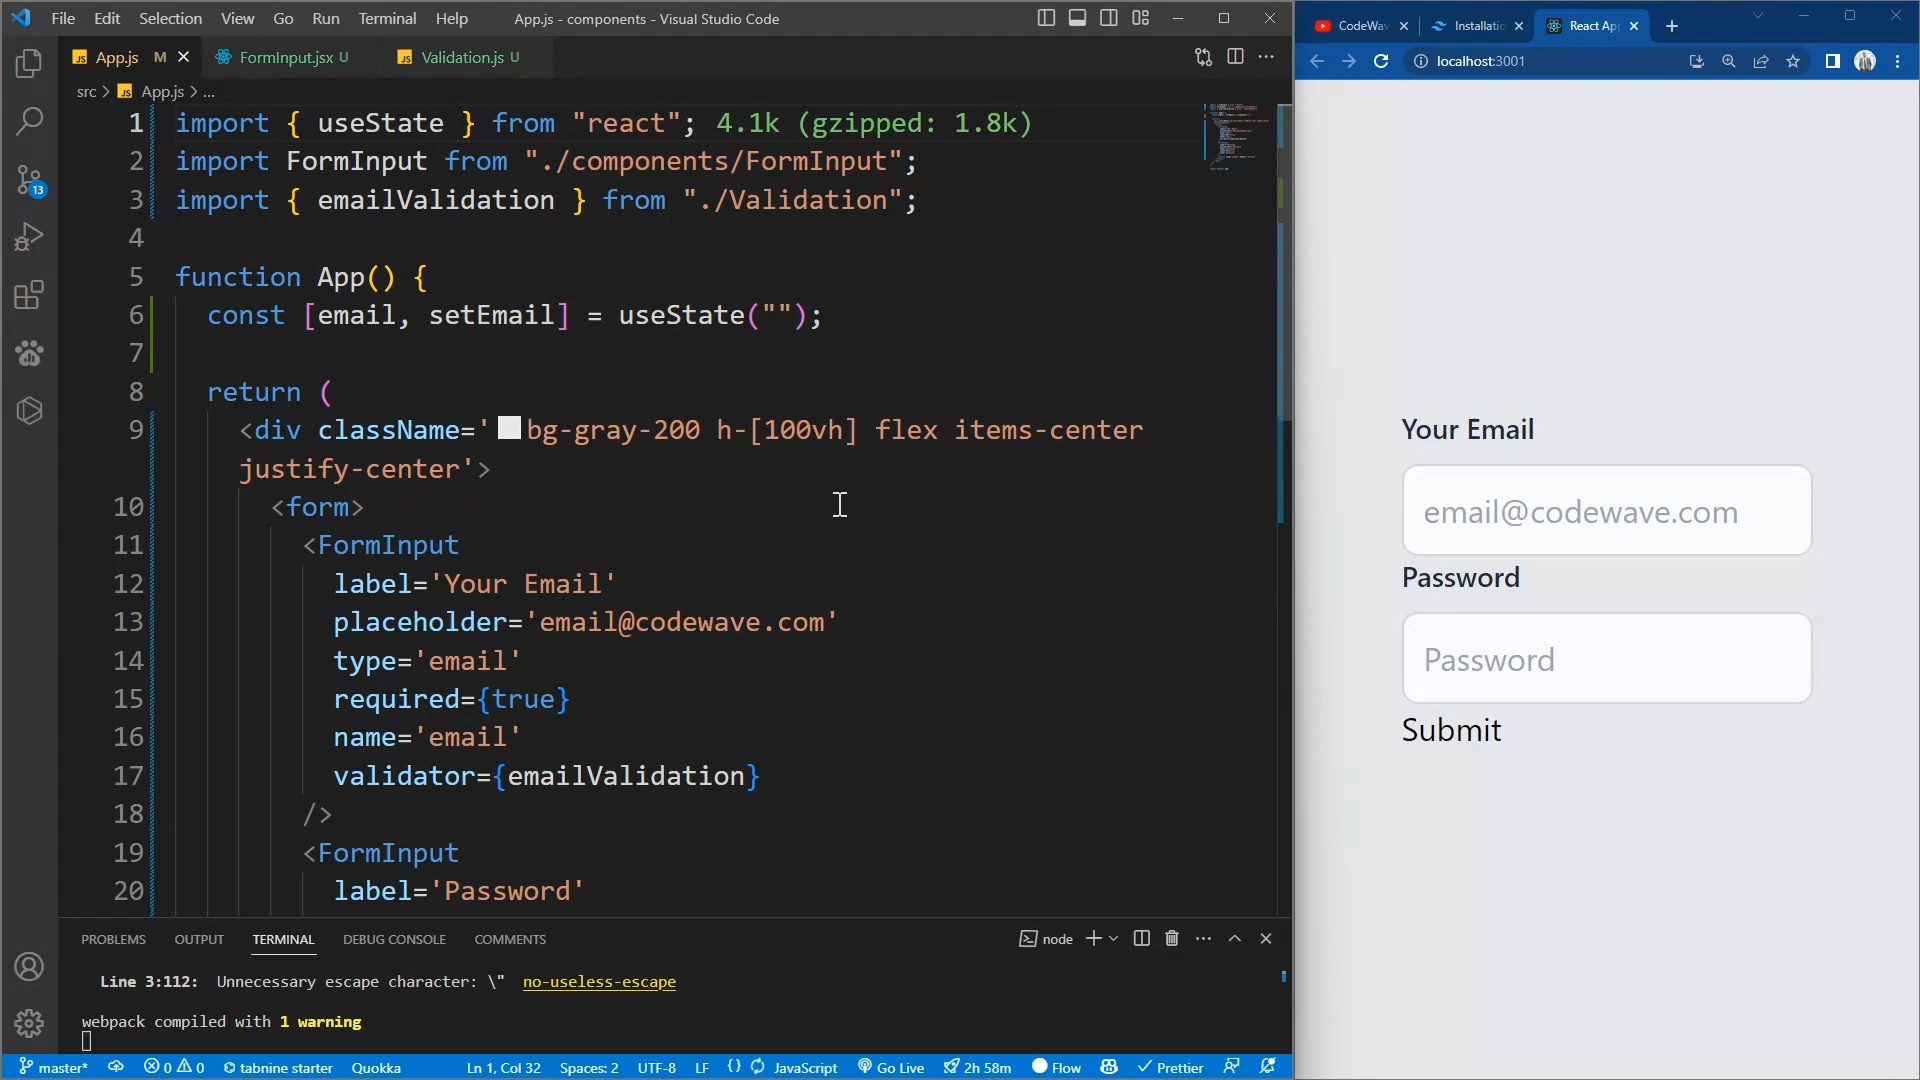 File Edit Selection View Go Run Terminal Help
App.js - components - Visual Studio Code
App.js M
FormInput.jsx U
Validation.js U
src > App.js > ...
1 import { useState } from "react"; 4.1k (gzipped: 1.8k)
2 import FormInput from "./components/FormInput";
3 import { emailValidation } from "./Validation";
4
5 function App() {
6 const [email, setEmail] = useState("");
7
8 return (
9 <div className='bg-gray-200 h-[100vh] flex items-center
justify-center'>
10 <form>
11 <FormInput
12 label='Your Email'
13 placeholder='email@codewave.com'
14 type='email'
15 required={true}
16 name='email'
17 validator={emailValidation}
18 />
19 <FormInput
20 label='Password'
PROBLEMS OUTPUT TERMINAL DEBUG CONSOLE COMMENTS
node
Line 3:112: Unnecessary escape character: \" no-useless-escape
webpack compiled with 1 warning
13
master* 0 0 tabnine starter Quokka Ln 1, Col 32 Spaces: 2 UTF-8 LF {} JavaScript Go Live 2h 58m Flow Prettier
CodeWav
Installatio
React App
localhost:3001
Your Email
email@codewave.com
Password
Password
Submit